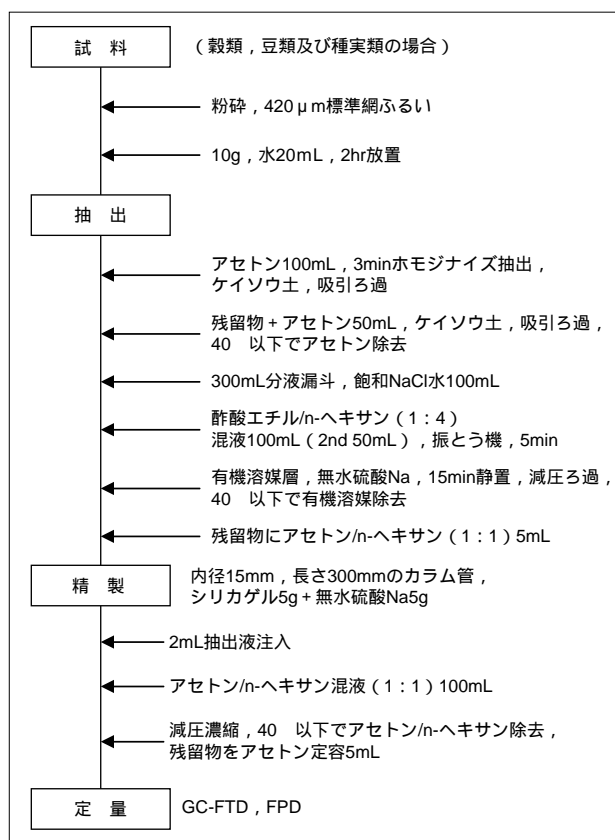 試 料 （穀類，豆類及び種実類の場合）
粉砕，420μm標準網ふるい
10g，水20mL，2hr放置
抽 出
アセトン100mL，3minホモジナイズ抽出，
ケイソウ土，吸引ろ過
残留物＋アセトン50mL，ケイソウ土，吸引ろ過，
40　以下でアセトン除去
300mL分液漏斗，飽和NaCl水100mL
酢酸エチル/n-ヘキサン（1：4）
混液100mL（2nd 50mL），振とう機，5min
有機溶媒層，無水硫酸Na，15min静置，減圧ろ過，
40　以下で有機溶媒除去
残留物にアセトン/n-ヘキサン（1：1）5mL
精 製 内径15mm，長さ300mmのカラム管，
シリカゲル5g＋無水硫酸Na5g
2mL抽出液注入
アセトン/n-ヘキサン混液（1：1）100mL
減圧濃縮，40　以下でアセトン/n-ヘキサン除去，
残留物をアセトン定容5mL
定 量 GC-FTD，FPD